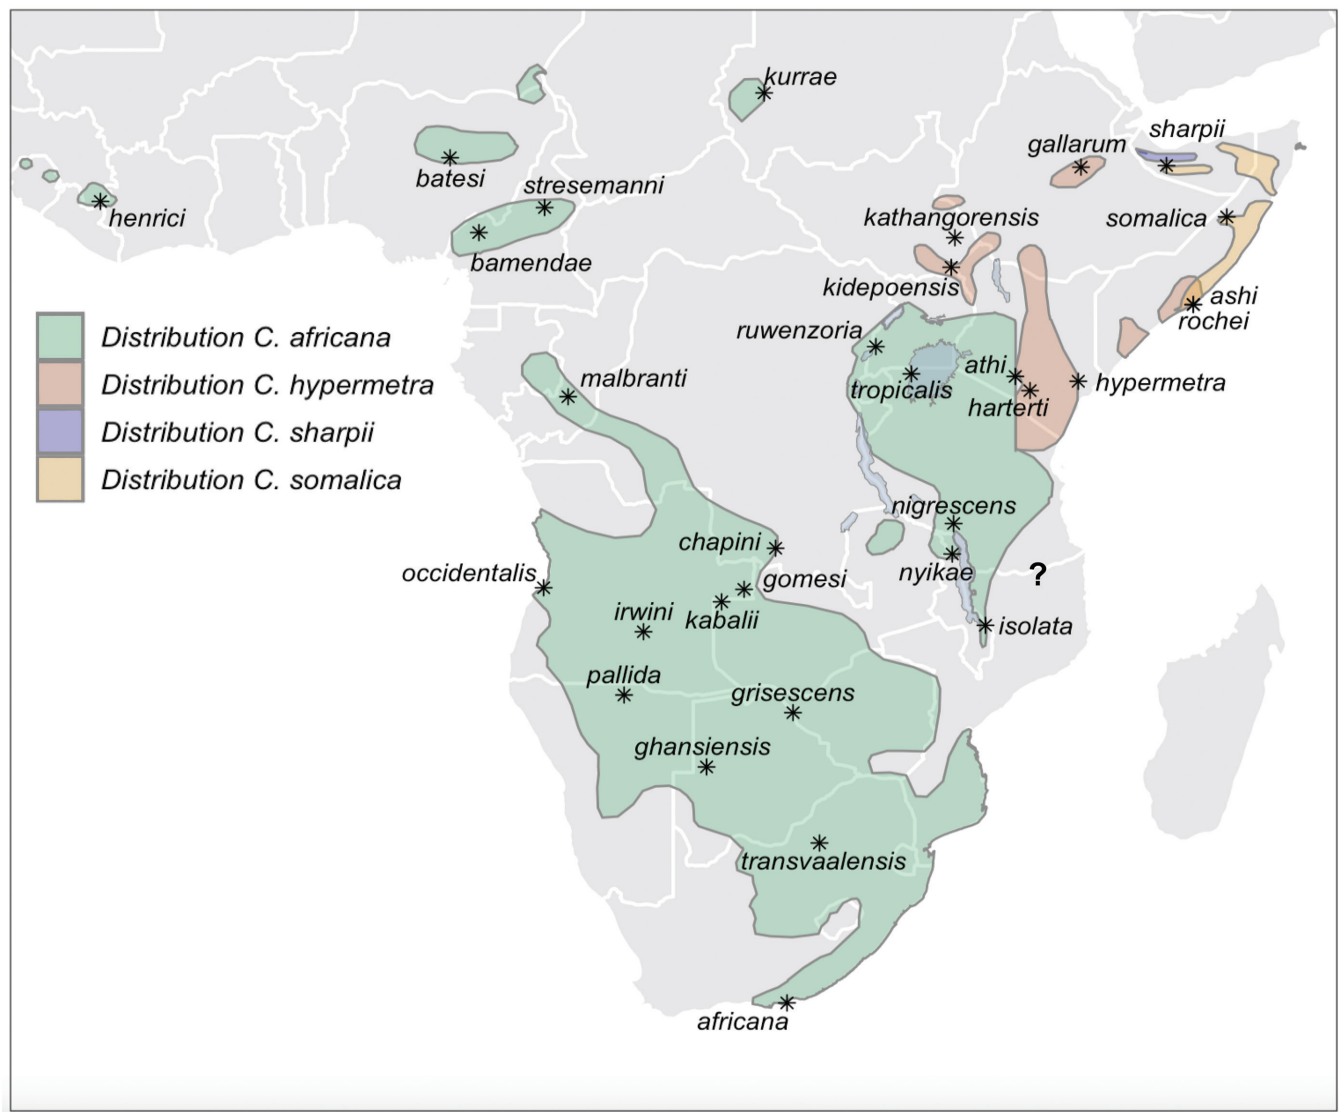 kurrae
sharpii
gallarum
batesi
stresemanni
henrici
kathangorensis
somalica
bamendae
kidepoensis
ashi
rochei
ruwenzoria
Distribution C. africana
athi
malbranti
tropicalis
hypermetra
Distribution C. hypermetra
harterti
Distribution C. sharpii
Distribution C. somalica
nigrescens
chapini
occidentalis
nyikae
?
gomesi
irwini
kabalii
isolata
pallida
grisescens
ghansiensis
transvaalensis
africana